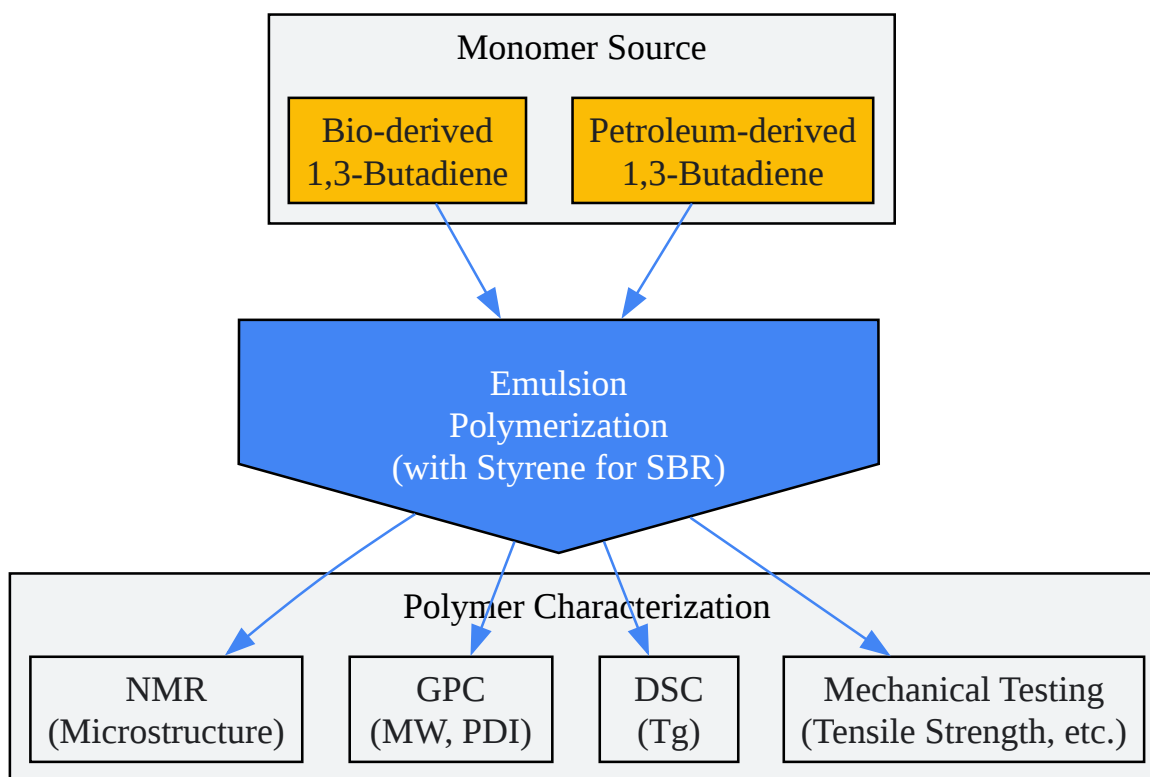 Monomer Source
Bio-derived
1,3-Butadiene
Petroleum-derived
1,3-Butadiene
Emulsion
Polymerization
(with Styrene for SBR)
Polymer Characterization
NMR
(Microstructure)
GPC
(MW, PDI)
DSC
(Tg)
Mechanical Testing
(Tensile Strength, etc.)